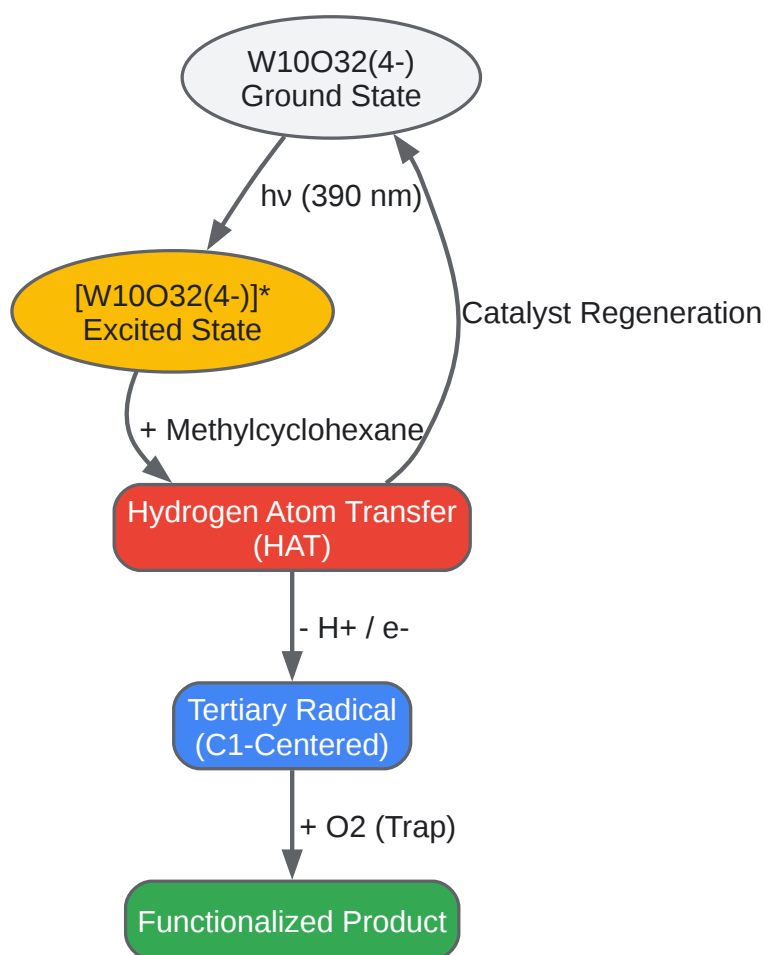 W10O32(4-)
Ground State
hν (390 nm)
[W10O32(4-)]*
Excited State
Catalyst Regeneration
+ Methylcyclohexane
Hydrogen Atom Transfer
(HAT)
- H+ / e-
Tertiary Radical
(C1-Centered)
+ O2 (Trap)
Functionalized Product